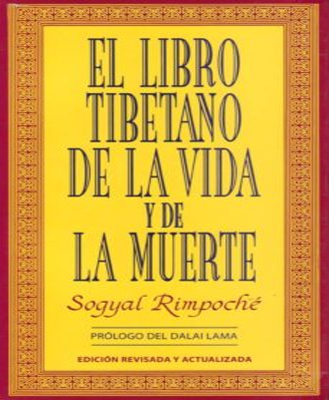 EL LIBRO
TIBETANO
DE LA VIDA
Y DE
LA MUERTE
Sogyal Rimpoché
PRÓLOGO DEL DALAI LAMA
EDICIÓN REVISADA Y ACTUALIZADA